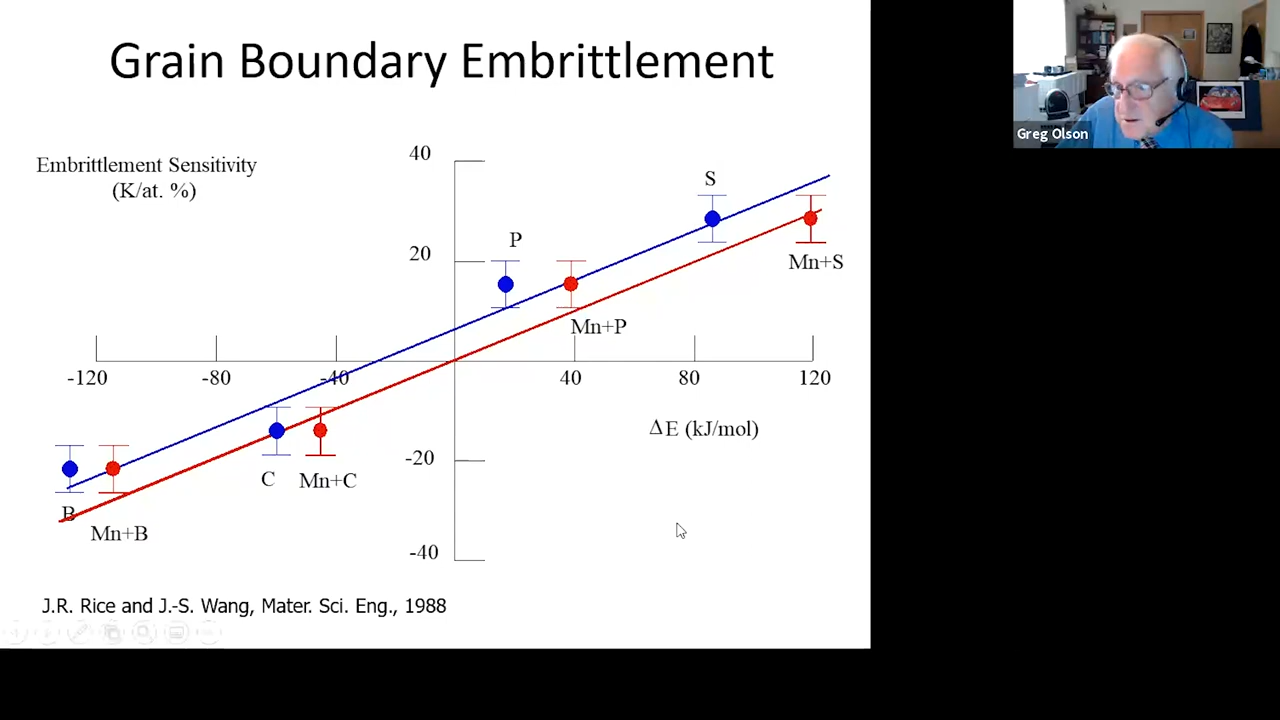 Grain Boundary Embrittlement
Greg Olson
Embrittlement Sensitivity
(K/at. %)
40
S
P
20
Mn+S
Mn+P
-120
-80
-40
40
80
120
ΔE (kJ/mol)
-20
C
Mn+C
B
Mn+B
-40
J.R. Rice and J.-S. Wang, Mater. Sci. Eng., 1988